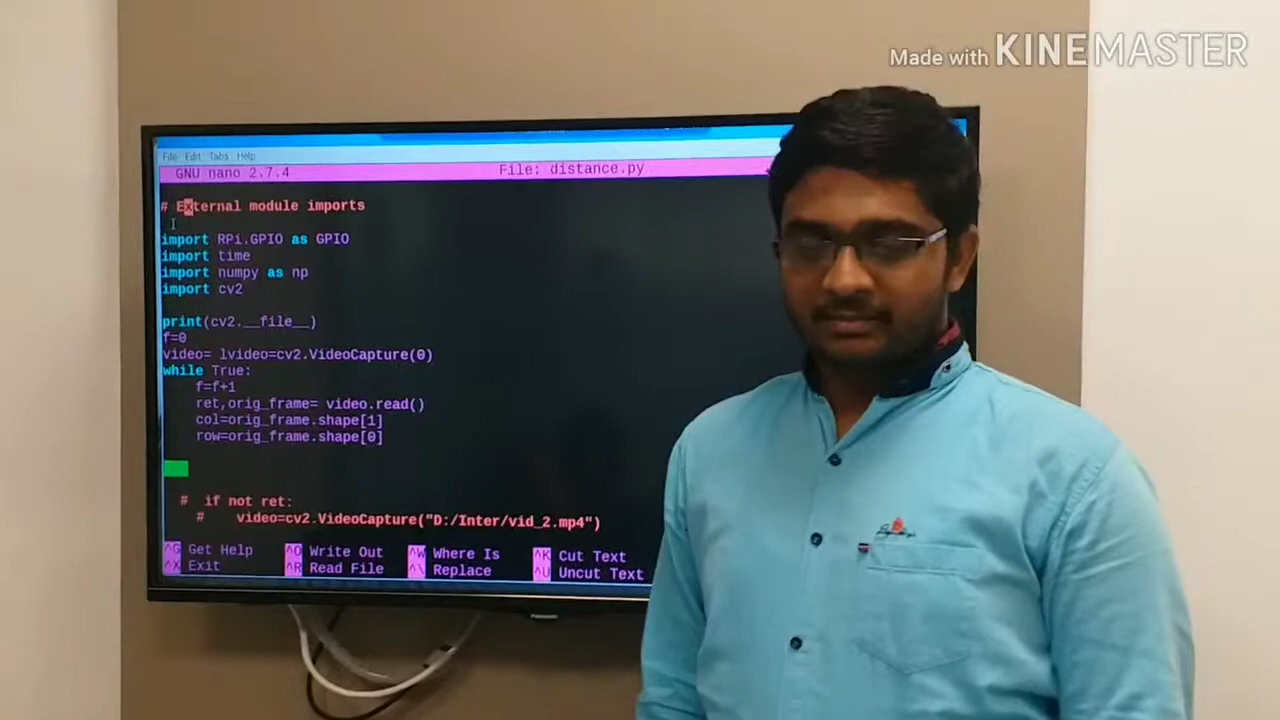 Made with KINEMASTER
File Edit Tabs Help
GNU nano 2.7.4 File: distance.py
# External module imports
import RPi.GPIO as GPIO
import time
import numpy as np
import cv2
print(cv2.__file__)
f=0
video= lvideo=cv2.VideoCapture(0)
while True:
f=f+1
ret,orig_frame= video.read()
col=orig_frame.shape[1]
row=orig_frame.shape[0]
# if not ret:
# video=cv2.VideoCapture("D:/Inter/vid_2.mp4")
^G Get Help ^O Write Out ^W Where Is ^K Cut Text
^X Exit ^R Read File ^\ Replace ^U Uncut Text